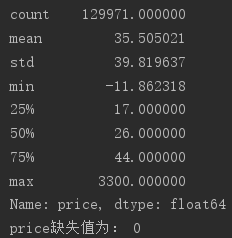 count    129971.000000
mean         35.505021
std          39.819637
min         -11.862318
25%          17.000000
50%          26.000000
75%          44.000000
max        3300.000000
Name: price, dtype: float64
price缺失值为: 0